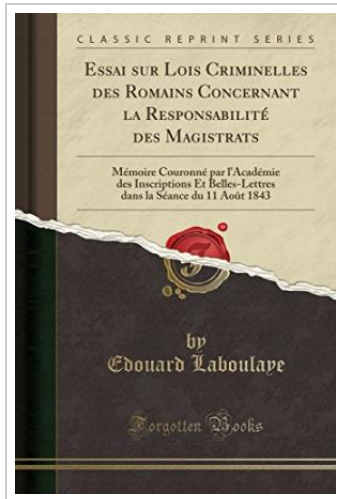 CLASSIC REPRINT SERIES
ESSAI SUR LOIS CRIMINELLES
DES ROMAINS CONCERNANT
LA RESPONSABILITÉ
DES MAGISTRATS
Mémoire Couronné par l'Académie
des Inscriptions Et Belles-Lettres
dans la Séance du 11 Août 1843
by
Edouard Laboulaye
Forgotten Books